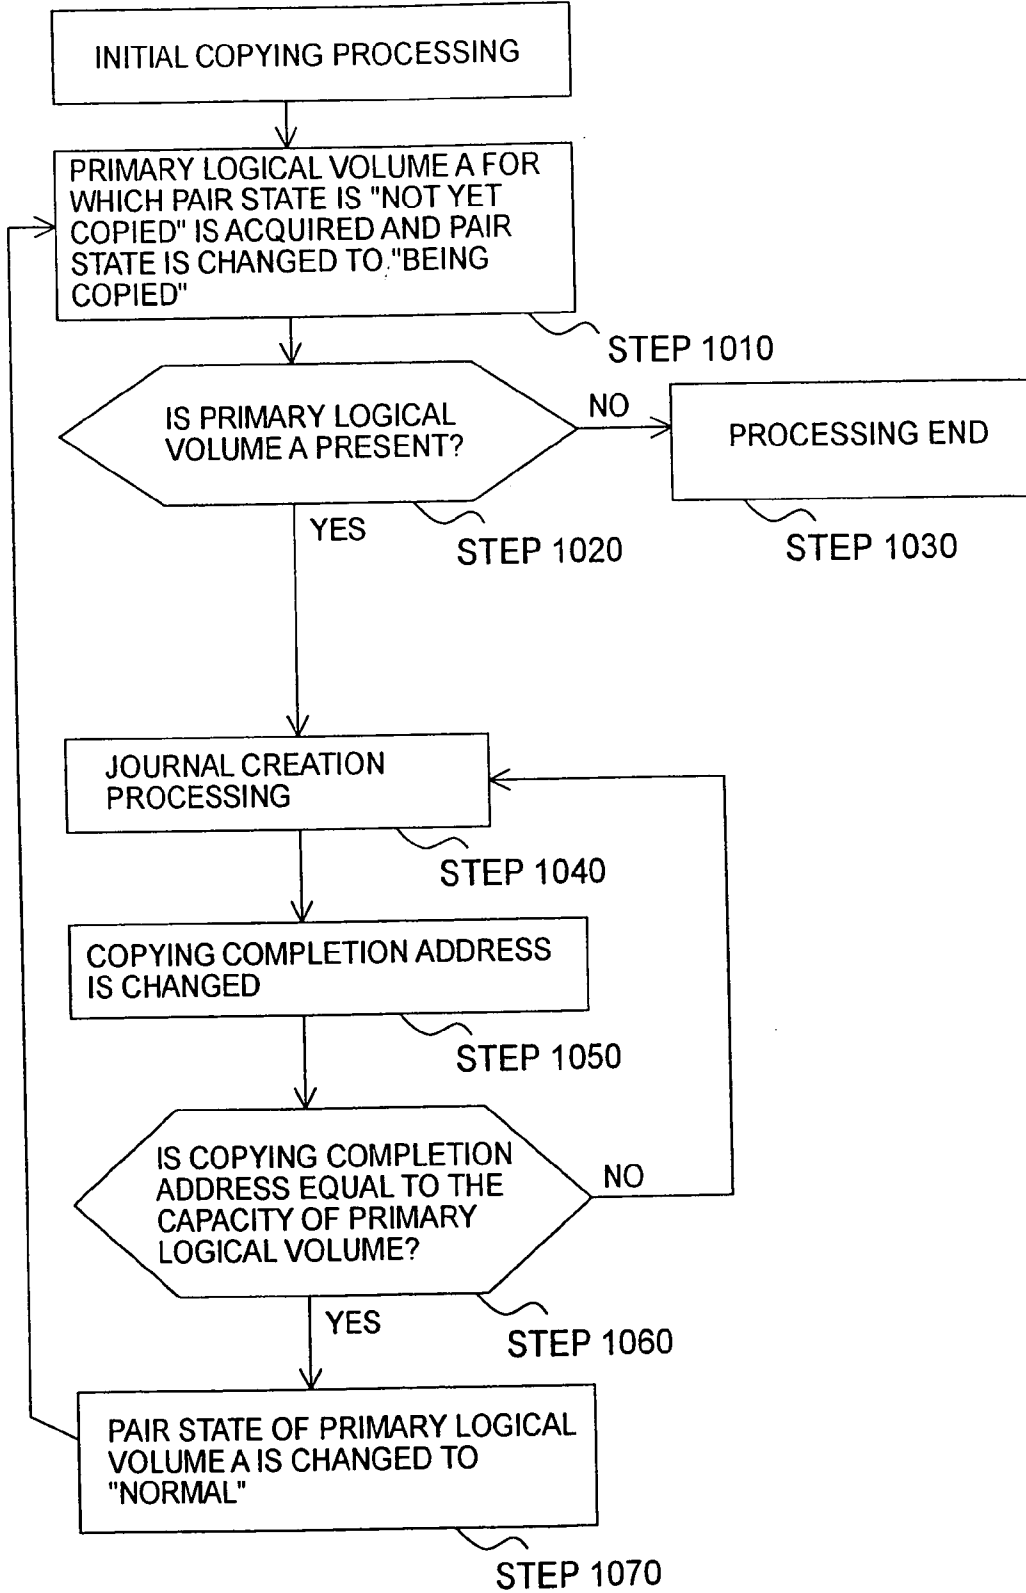 INITIAL COPYING PROCESSING
PRIMARY LOGICAL VOLUME A FOR
WHICH PAIR STATE IS "NOT YET
COPIED" IS ACQUIRED AND PAIR
STATE IS CHANGED TO "BEING
COPIED"
STEP 1010
IS PRIMARY LOGICAL
VOLUME A PRESENT?
NO
PROCESSING END
YES
STEP 1020
STEP 1030
JOURNAL CREATION
PROCESSING
STEP 1040
COPYING COMPLETION ADDRESS
IS CHANGED
STEP 1050
IS COPYING COMPLETION
ADDRESS EQUAL TO THE
CAPACITY OF PRIMARY
LOGICAL VOLUME?
NO
YES
STEP 1060
PAIR STATE OF PRIMARY LOGICAL
VOLUME A IS CHANGED TO
"NORMAL"
STEP 1070